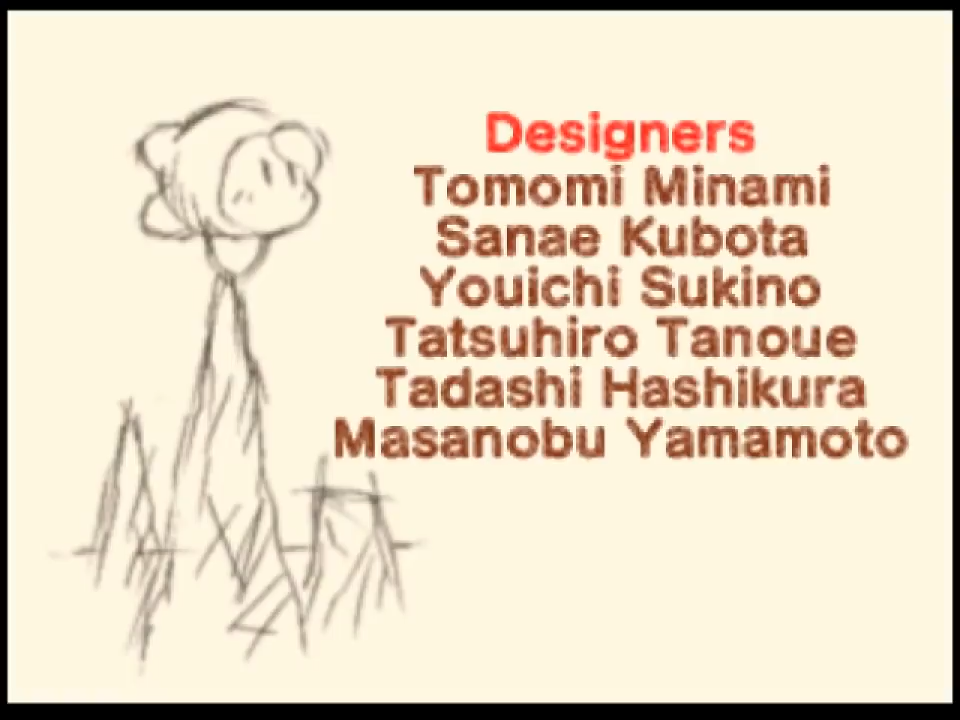 Designers
Tomomi Minami
Sanae Kubota
Youichi Sukino
Tatsuhiro Tanoue
Tadashi Hashikura
Masanobu Yamamoto